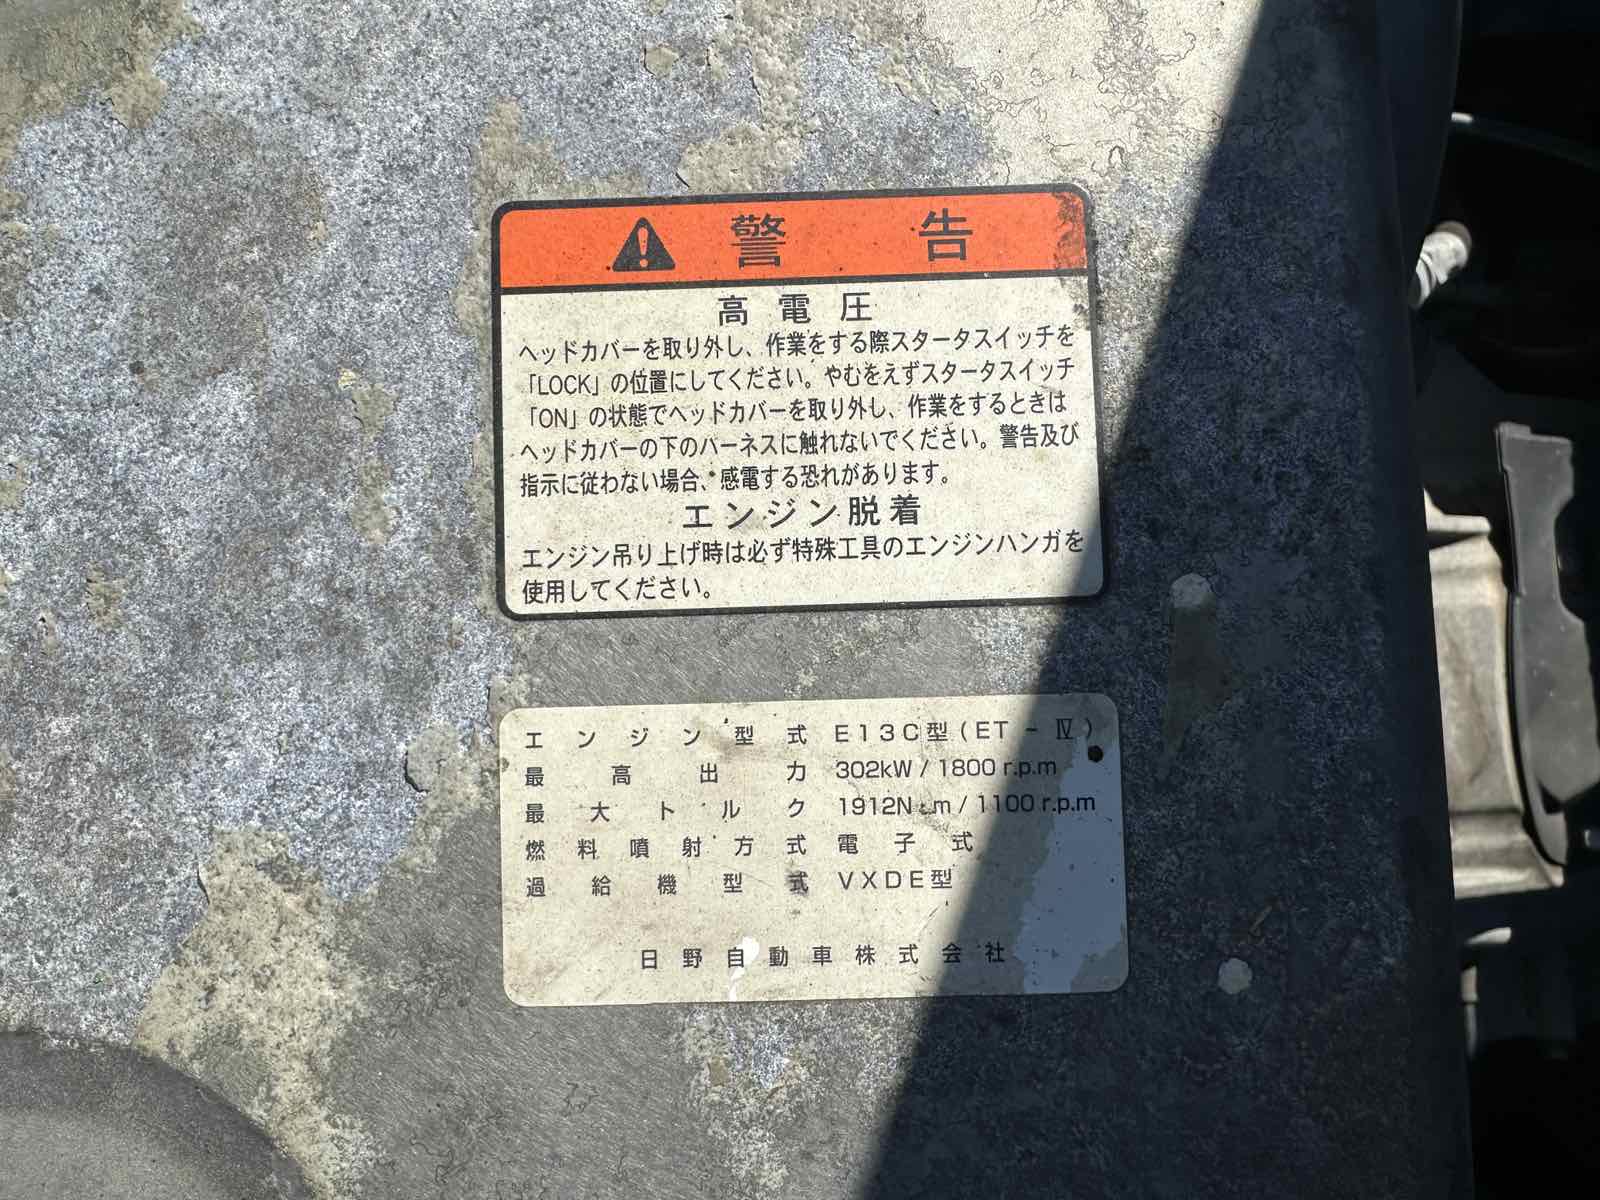 警告
高電圧
ヘッドカバーを取り外し、作業をする際スタータスイッチを
「LOCK」の位置にしてください。やむをえずスタータスイッチ
「ON」の状態でヘッドカバーを取り外し、作業をするときは
ヘッドカバーの下のハーネスに触れないでください。警告及び
指示に従わない場合、感電する恐れがあります。
エンジン脱着
エンジン吊り上げ時は必ず特殊工具のエンジンハンガを
使用してください。
エンジン型式 E13C型(ET-Ⅳ)
最高出力 302kW / 1800 r.p.m
最大トルク 1912N·m / 1100 r.p.m
燃料噴射方式 電子式
過給機型式 VXDE型
日野自動車株式会社